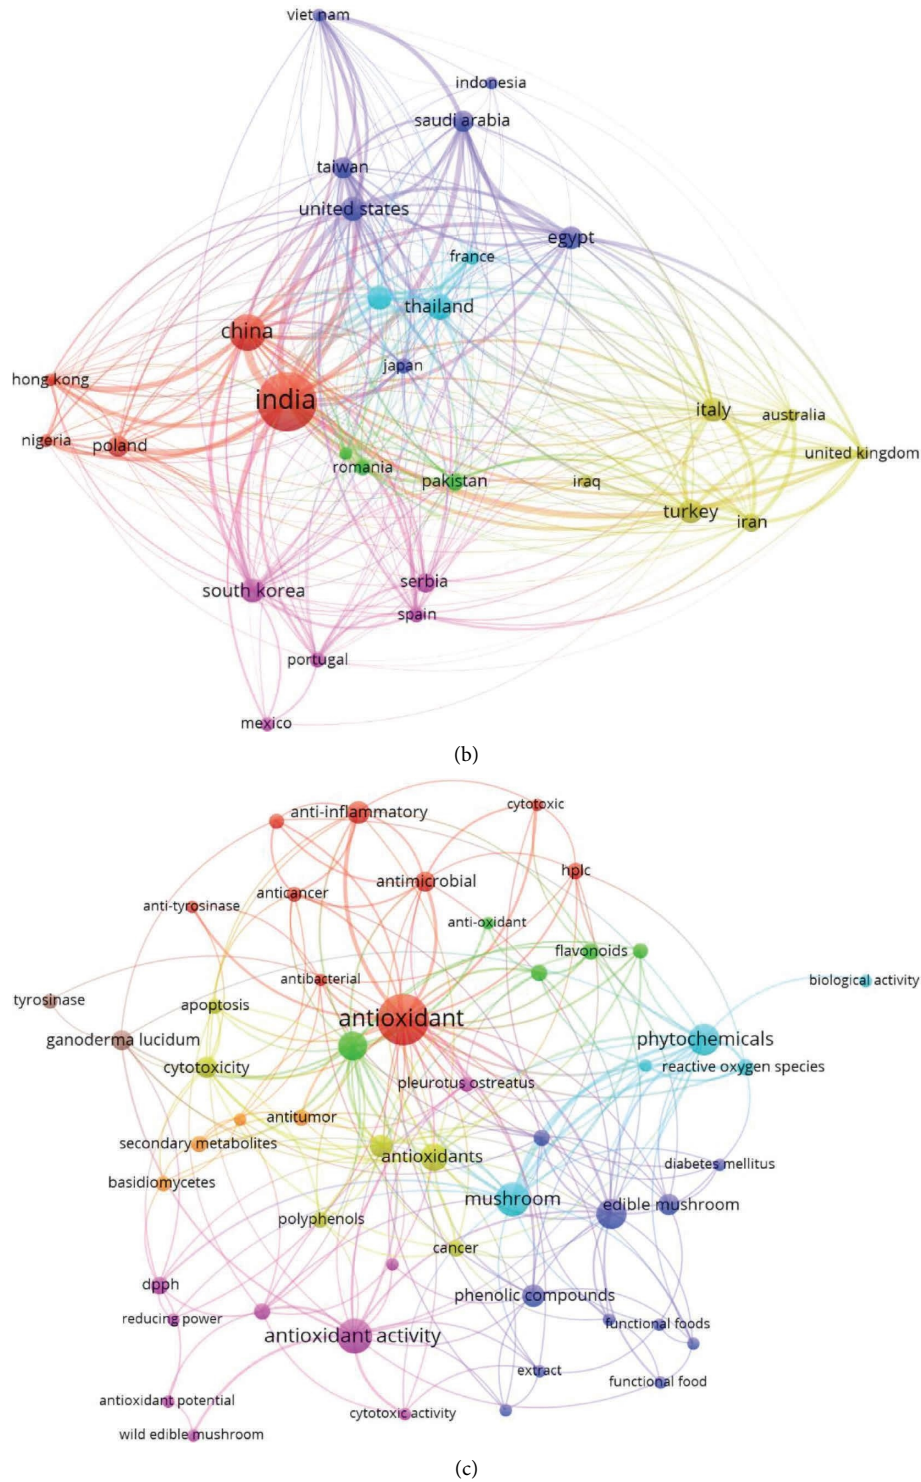 viet nam
indonesia
saudi arabia
taiwan
united states
egypt
france
thailand
china
japan
hong kong
india
italy
australia
nigeria
poland
united kingdom
romania
pakistan
iraq
turkey
iran
serbia
south korea
spain
portugal
mexico
(b)
cytotoxic
anti-inflammatory
hplc
antimicrobial
anticancer
anti-tyrosinase
anti-oxidant
flavonoids
antibacterial
biological activity
tyrosinase
apoptosis
antioxidant
ganoderma lucidum
phytochemicals
cytotoxicity
reactive oxygen species
pleurotus ostreatus
antitumor
secondary metabolites
antioxidants
diabetes mellitus
basidiomycetes
mushroom
edible mushroom
polyphenols
cancer
dpph
phenolic compounds
reducing power
functional foods
antioxidant activity
extract
functional food
antioxidant potential
cytotoxic activity
wild edible mushroom
(c)